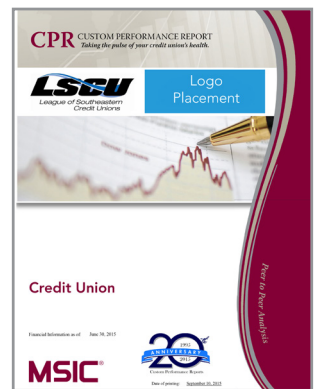 CPR CUSTOM PERFORMANCE REPORT
Taking the pulse of your credit union's health.
LSCU
League of Southeastern
Credit Unions
Logo
Placement
Credit Union
Peer to Peer Analysis
Financial Information as of: June 30, 2015
MSIC®
1995
20
ANNIVERSARY
2015
Custom Performance Reports
Date of printing: September 01, 2015